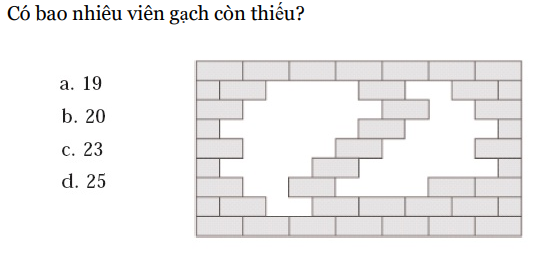 Có bao nhiêu viên gạch còn thiếu?
a. 19
b. 20
c. 23
d. 25